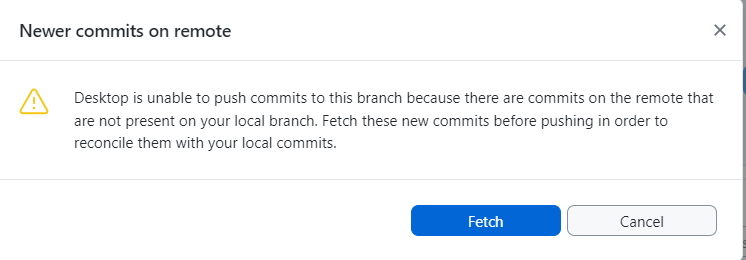 Newer commits on remote
Desktop is unable to push commits to this branch because there are commits on the remote that
are not present on your local branch. Fetch these new commits before pushing in order to
reconcile them with your local commits.
Fetch
Cancel